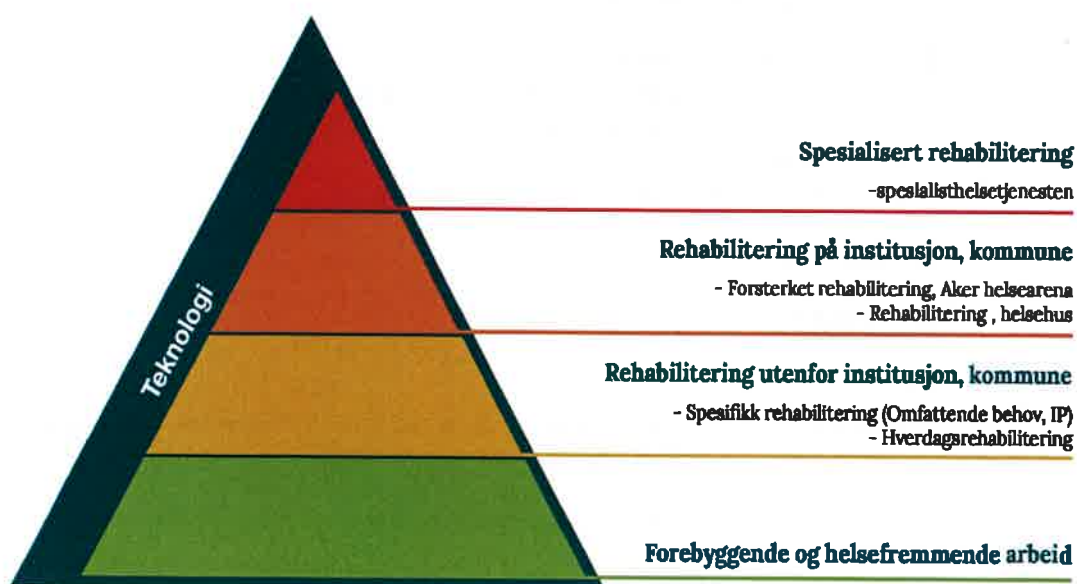 Spesialisert rehabilitering
-spesialisthelsetjenesten
Rehabilitering på institusjon, kommune
- Forsterket rehabilitering, Aker helsearena
- Rehabilitering , helsehus
Teknologi
Rehabilitering utenfor institusjon, kommune
- Spesifikk rehabilitering (Omfattende behov, IP)
- Hverdagsrehabilitering
Forebyggende og helsefremmende arbeid